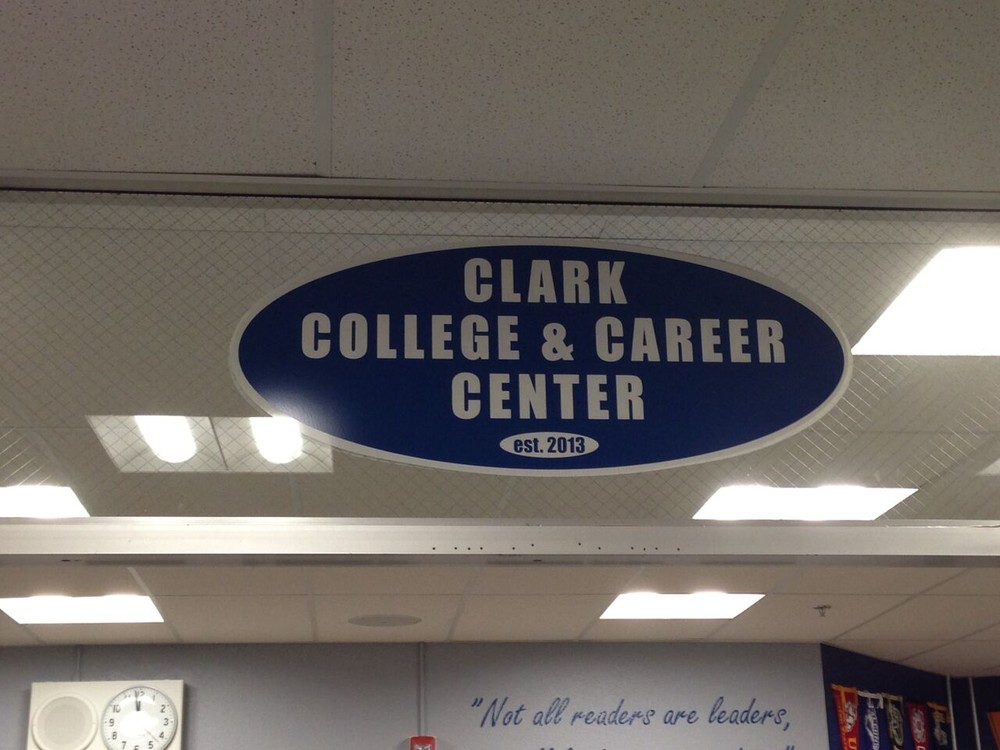 CLARK
COLLEGE & CAREER
CENTER
est. 2013
"Not all readers are leaders,